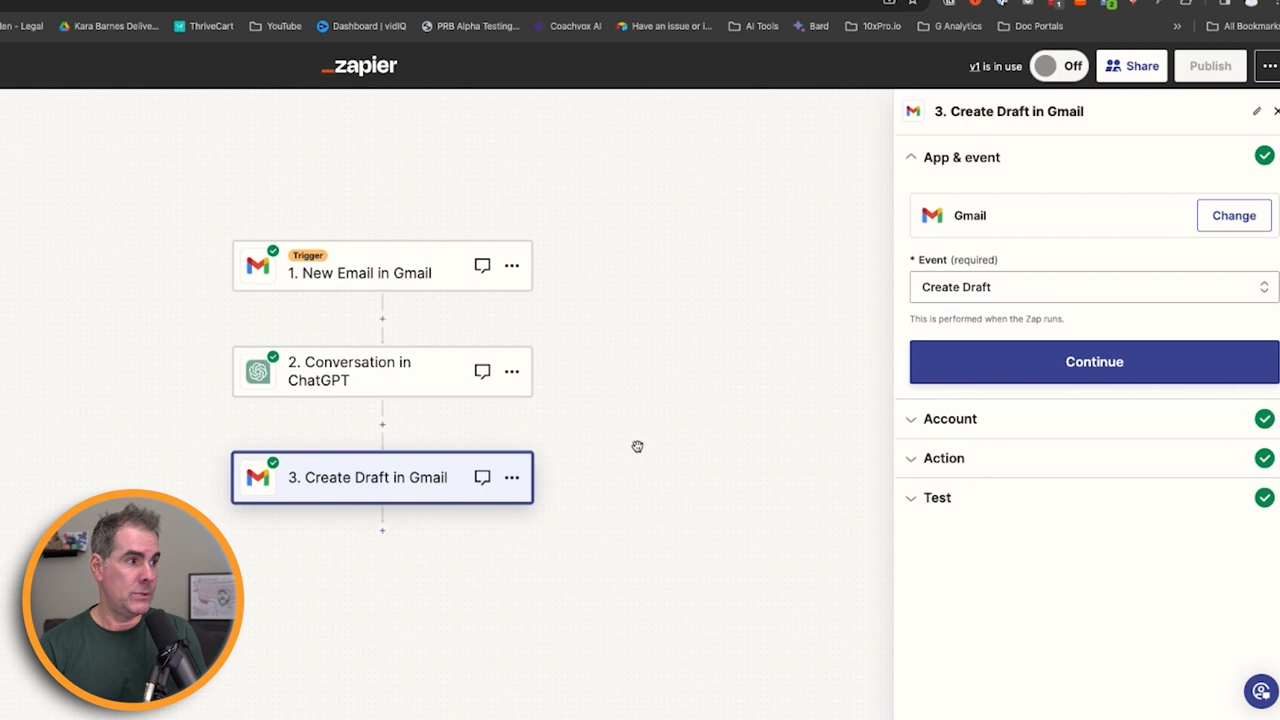 den - Legal
Kara Barnes Delive...
ThriveCart
YouTube
Dashboard | vidIQ
PRB Alpha Testing...
Coachvox AI
Have an issue or i...
AI Tools
Bard
10xPro.io
G Analytics
Doc Portals
»
All Bookmarks
_zapier
v1 is in use
Off
Share
Publish
3. Create Draft in Gmail
App & event
Gmail
Change
* Event (required)
Create Draft
This is performed when the Zap runs.
Continue
Account
Action
Test
Trigger
1. New Email in Gmail
2. Conversation in
ChatGPT
3. Create Draft in Gmail